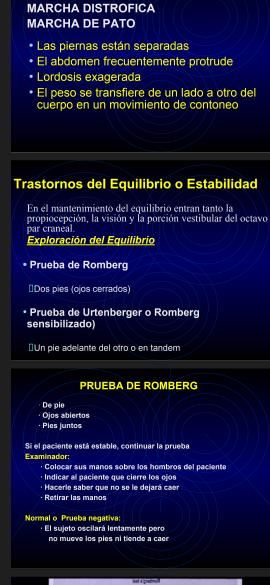 MARCHA DISTROFICA
MARCHA DE PATO
• Las piernas están separadas
• El abdomen frecuentemente protrude
• Lordosis exagerada
• El peso se transfiere de un lado a otro del
cuerpo en un movimiento de contoneo
Trastornos del Equilibrio o Estabilidad
En el mantenimiento del equilibrio entran tanto la
propiocepción, la visión y la porción vestibular del octavo
par craneal.
Exploración del Equilibrio
• Prueba de Romberg
▯Dos pies (ojos cerrados)
• Prueba de Urtenberger o Romberg
sensibilizado)
▯Un pie adelante del otro o en tandem
PRUEBA DE ROMBERG
· De pie
· Ojos abiertos
· Pies juntos
Si el paciente está estable, continuar la prueba
Examinador:
· Colocar sus manos sobre los hombros del paciente
· Indicar al paciente que cierre los ojos
· Hacerle saber que no se le dejará caer
· Retirar las manos
Normal o Prueba negativa:
· El sujeto oscilará lentamente pero
no mueve los pies ni tiende a caer